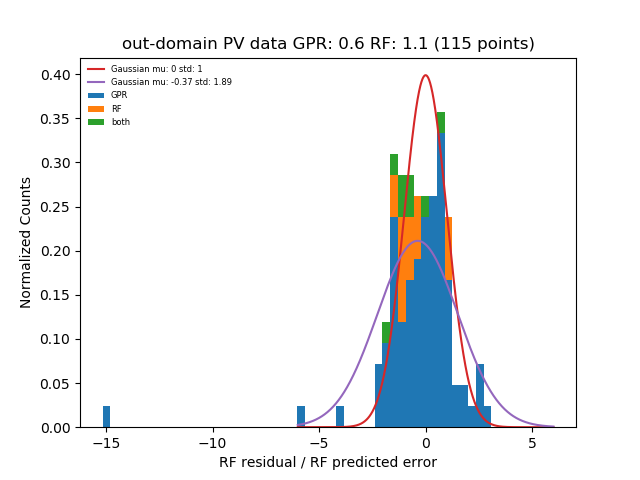 out-domain PV data GPR: 0.6 RF: 1.1 (115 points)
Gaussian mu: 0 std: 1
Gaussian mu: -0.37 std: 1.89
GPR
RF
both
0.40
0.35
0.30
0.25
0.20
0.15
0.10
0.05
0.00
Normalized Counts
−15
−10
−5
0
5
RF residual / RF predicted error